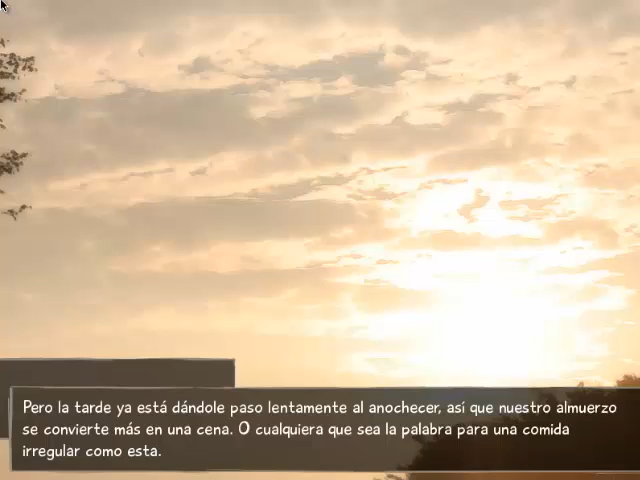 Pero la tarde ya está dándole paso lentamente al anochecer, así que nuestro almuerzo
se convierte más en una cena. O cualquiera que sea la palabra para una comida
irregular como esta.